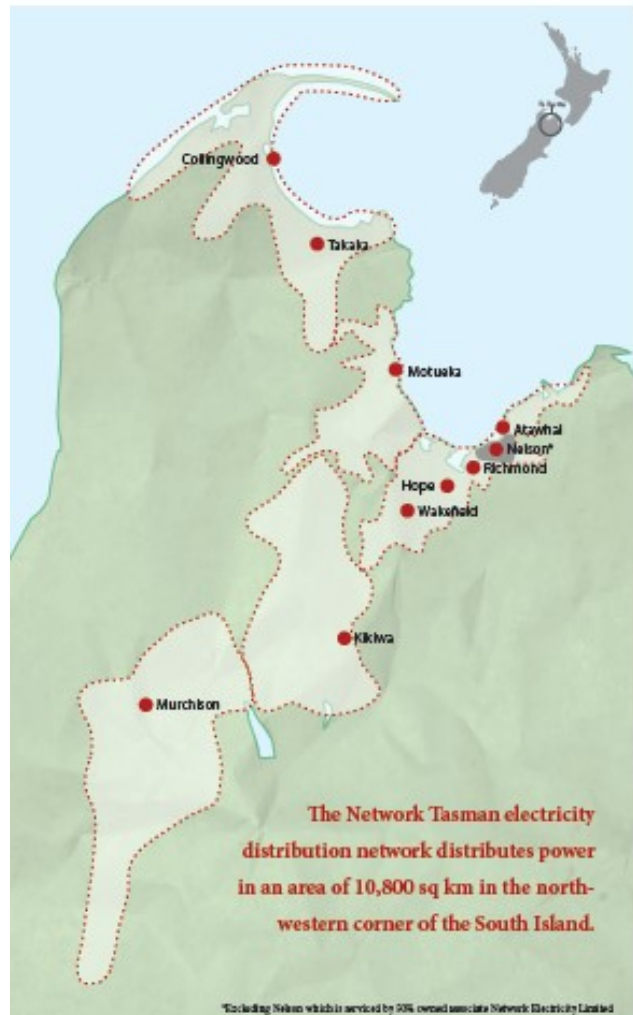 Collingwood
Takaka
Motueka
Atawhai
Nelson*
Richmond
Hope
Wakefield
Kikiwa
Murchison
The Network Tasman electricity
distribution network distributes power
in an area of 10,800 sq km in the north-
western corner of the South Island.
*Excluding Nelson which is serviced by 50% owned associate Network Electricity Limited